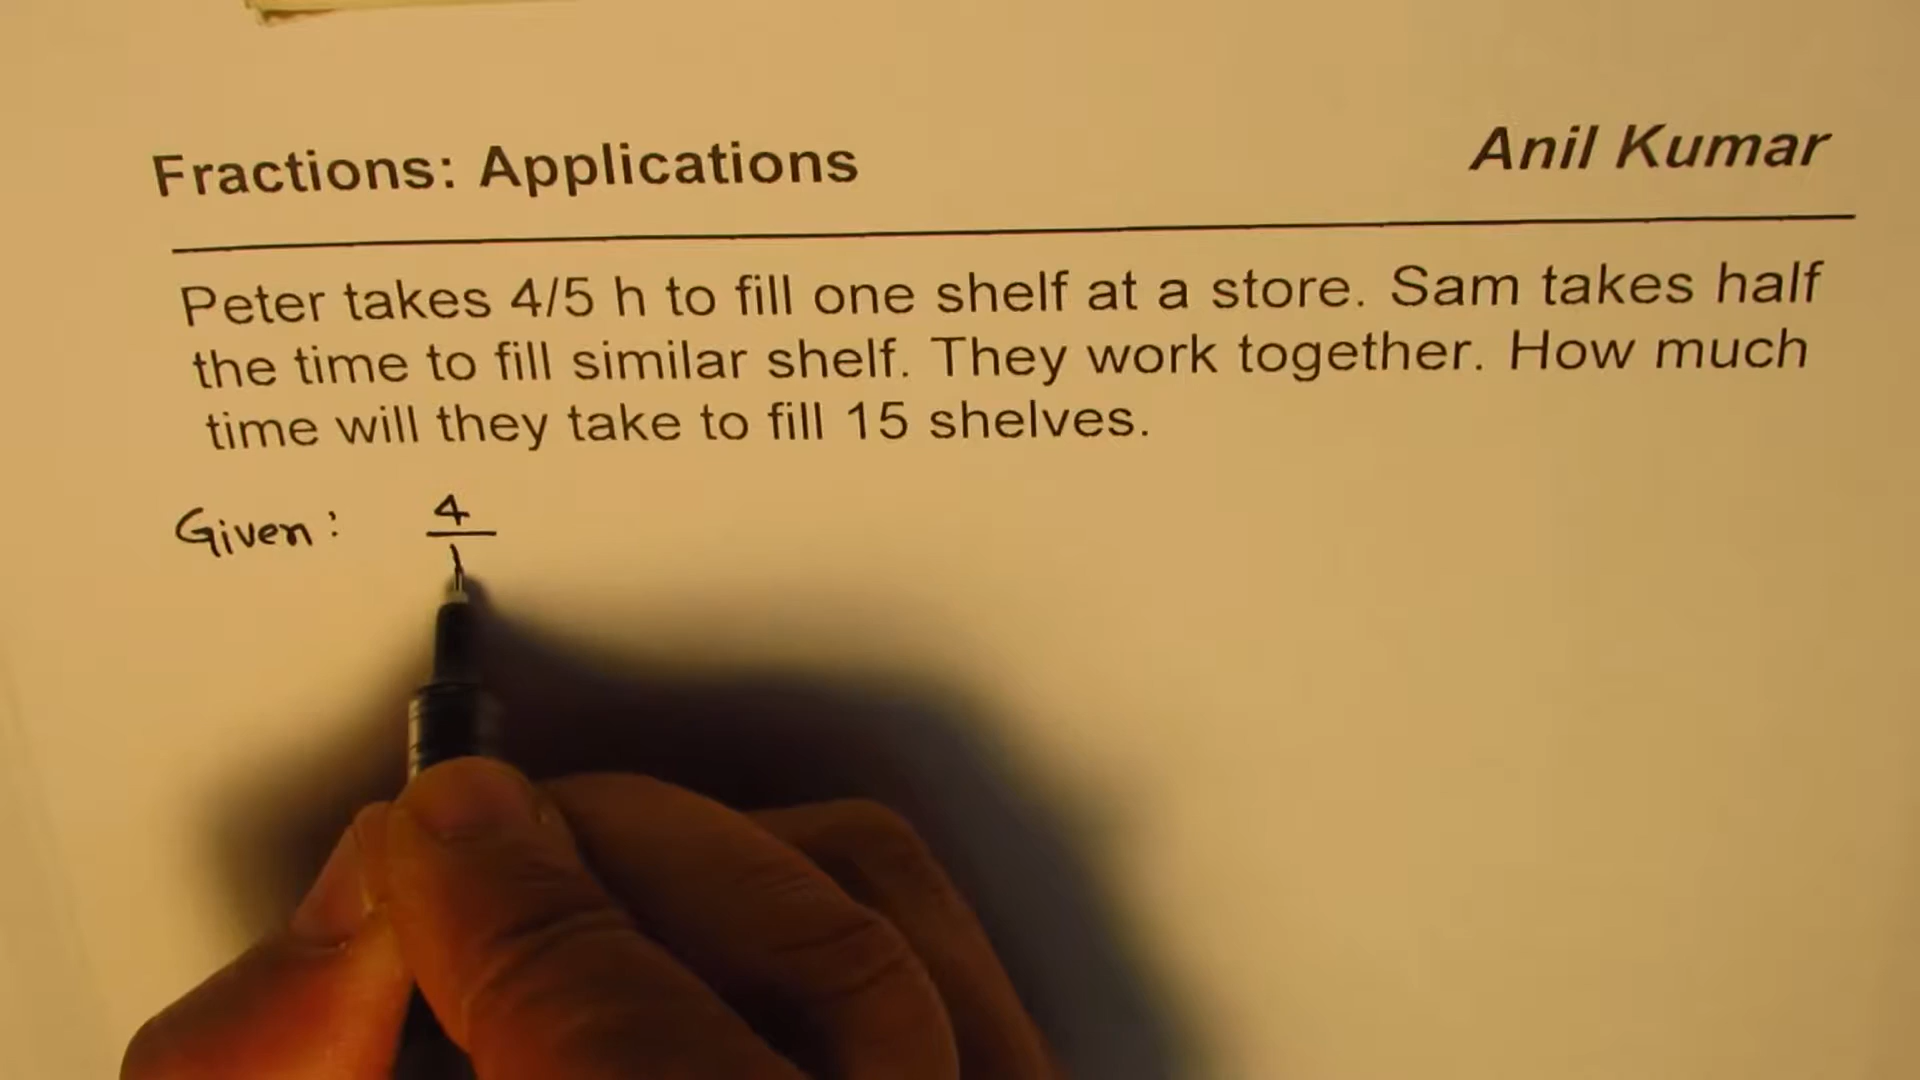 Fractions: Applications Anil Kumar
Peter takes 4/5 h to fill one shelf at a store. Sam takes half
the time to fill similar shelf. They work together. How much
time will they take to fill 15 shelves.
Given: 4